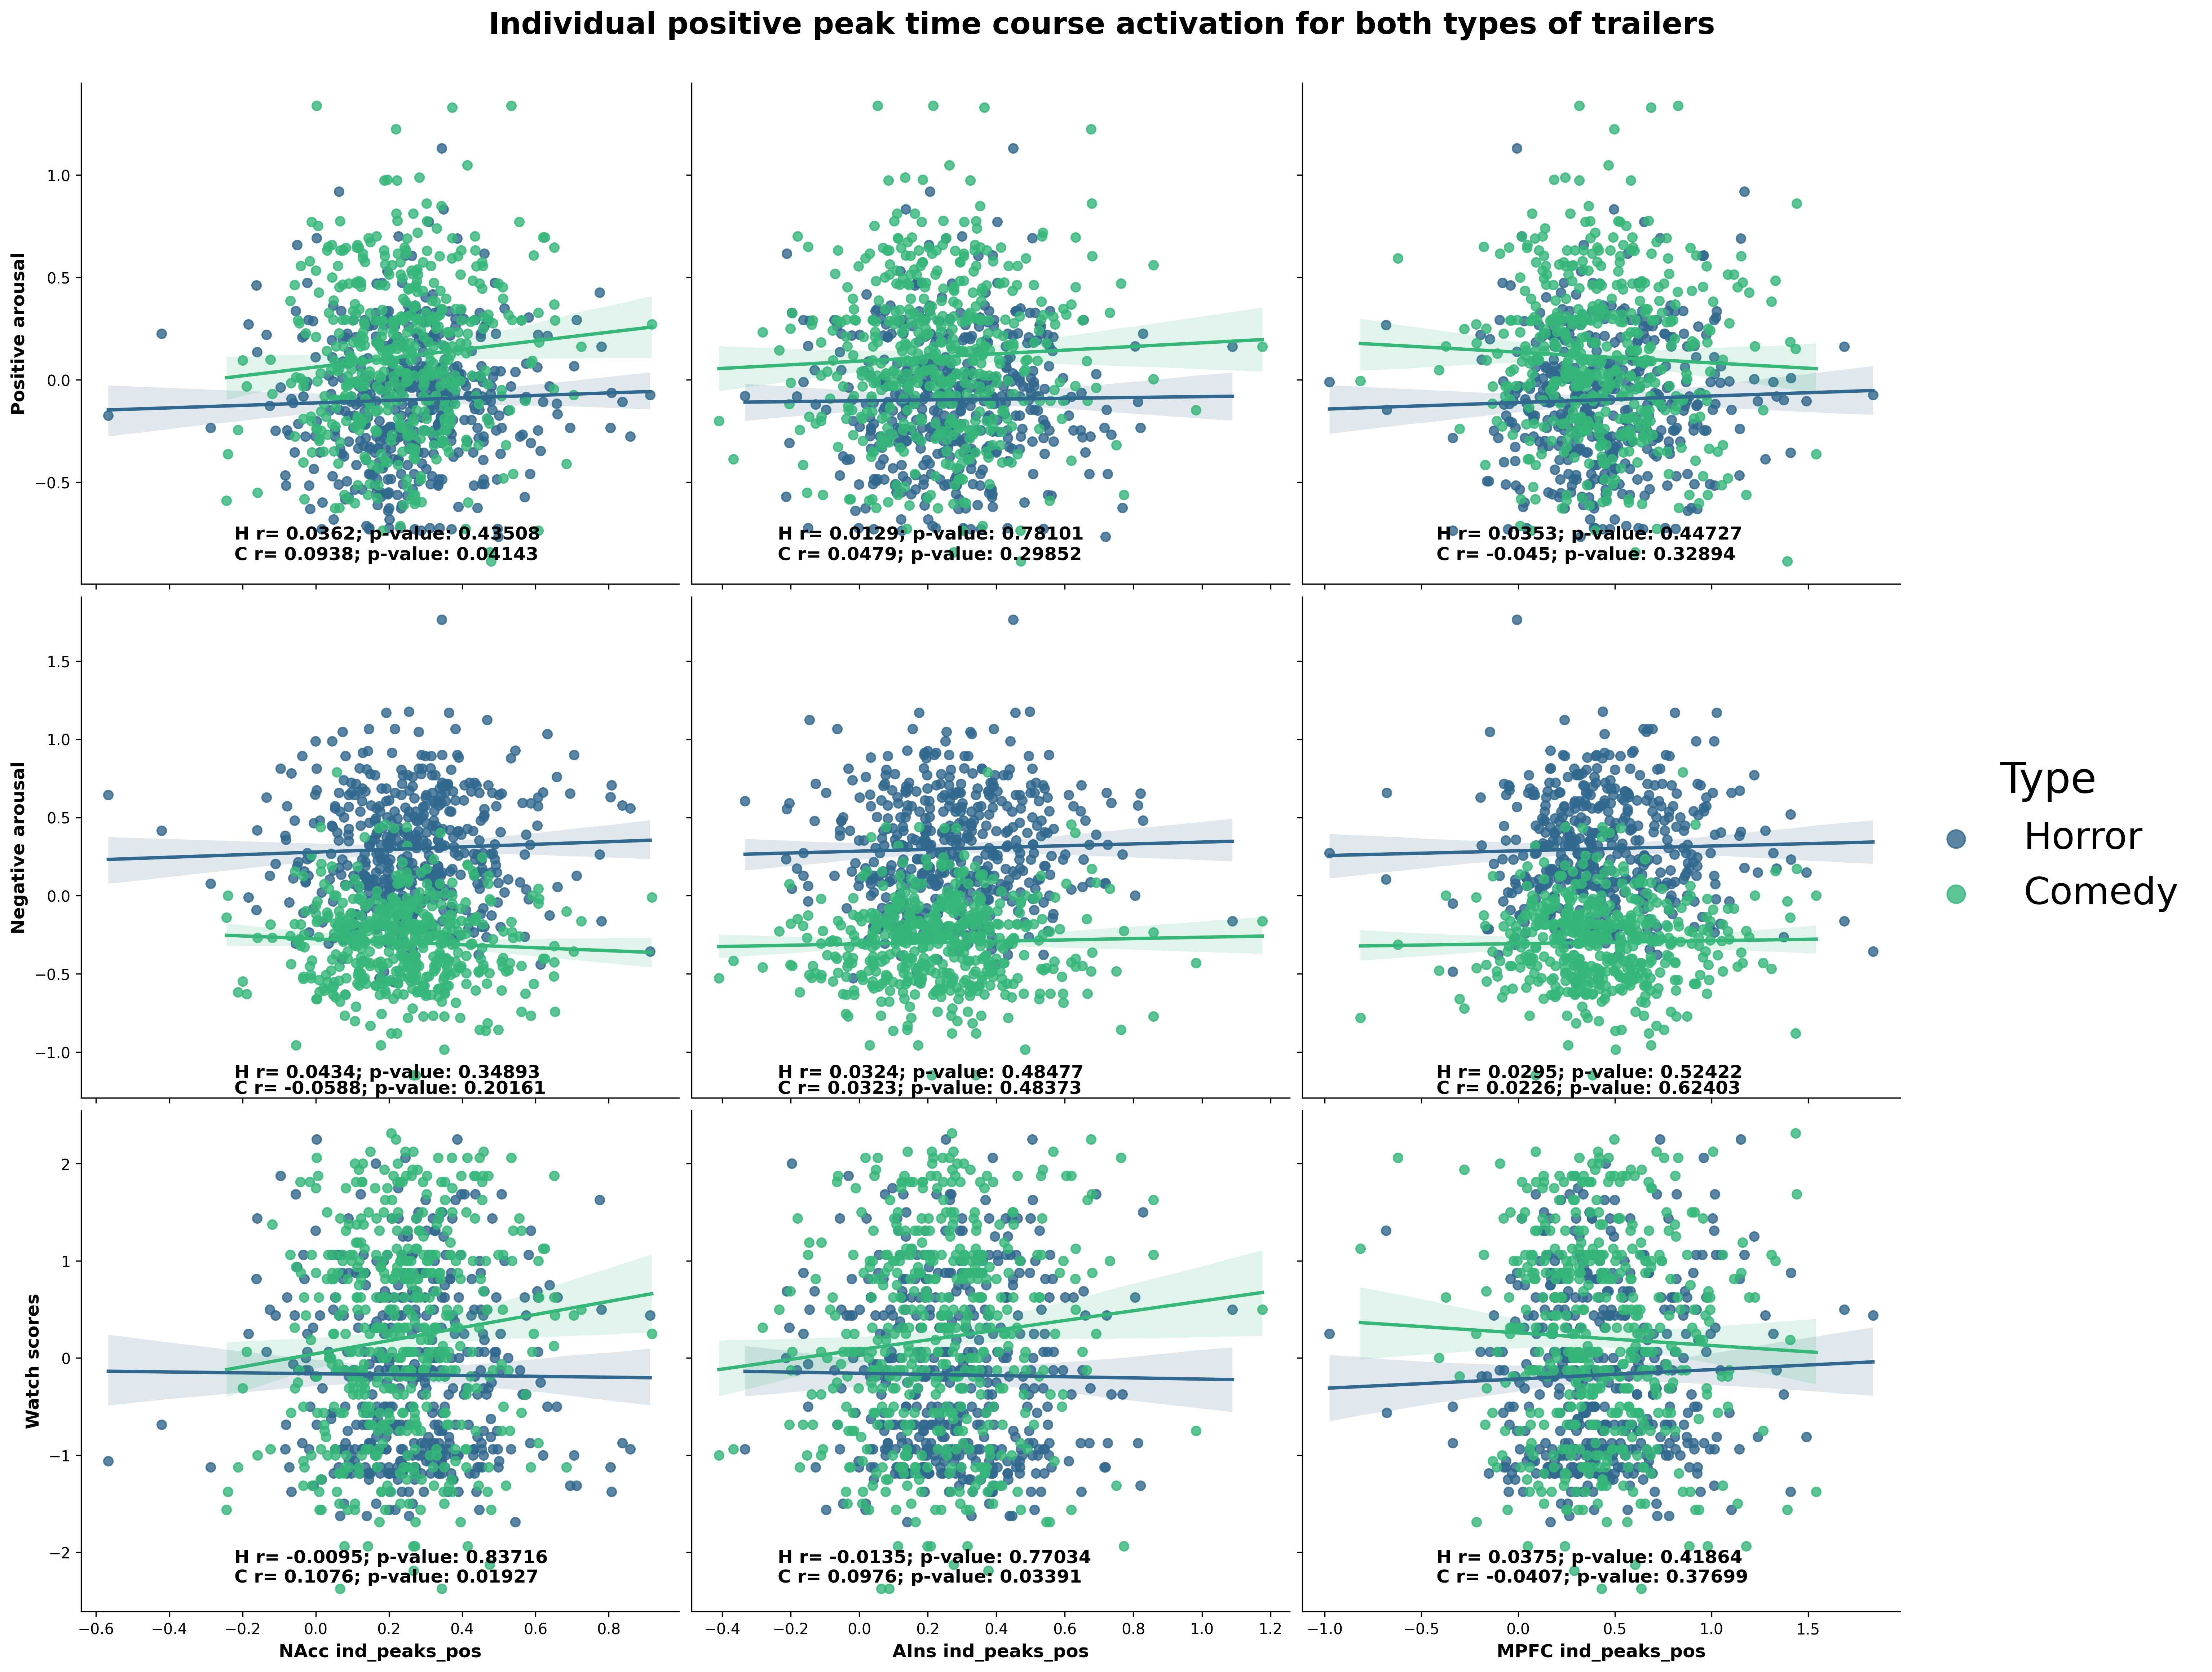 Individual positive peak time course activation for both types of trailers
Positive arousal
1.0
0.5
0.0
−0.5
H r= 0.0362; p-value: 0.43508
C r= 0.0938; p-value: 0.04143
H r= 0.0129; p-value: 0.78101
C r= 0.0479; p-value: 0.29852
H r= 0.0353; p-value: 0.44727
C r= -0.045; p-value: 0.32894
Negative arousal
1.5
1.0
0.5
0.0
−0.5
−1.0
H r= 0.0434; p-value: 0.34893
C r= -0.0588; p-value: 0.20161
H r= 0.0324; p-value: 0.48477
C r= 0.0323; p-value: 0.48373
H r= 0.0295; p-value: 0.52422
C r= 0.0226; p-value: 0.62403
Type
Horror
Comedy
Watch scores
2
1
0
−1
−2
H r= -0.0095; p-value: 0.83716
C r= 0.1076; p-value: 0.01927
H r= -0.0135; p-value: 0.77034
C r= 0.0976; p-value: 0.03391
H r= 0.0375; p-value: 0.41864
C r= -0.0407; p-value: 0.37699
−0.6 −0.4 −0.2 0.0 0.2 0.4 0.6 0.8
NAcc ind_peaks_pos
−0.4 −0.2 0.0 0.2 0.4 0.6 0.8 1.0 1.2
AIns ind_peaks_pos
−1.0 −0.5 0.0 0.5 1.0 1.5
MPFC ind_peaks_pos